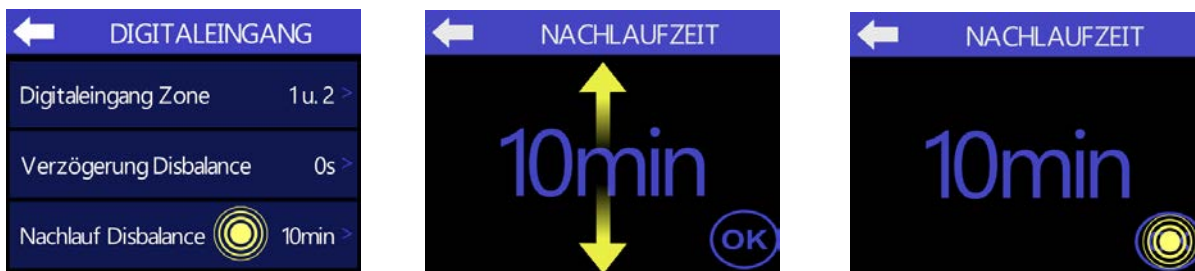 DIGITALEINGANG
Digitaleingang Zone 1 u. 2 >
Verzögerung Disbalance 0s >
Nachlauf Disbalance 10min >
NACHLAUFZEIT
10min
OK
NACHLAUFZEIT
10min